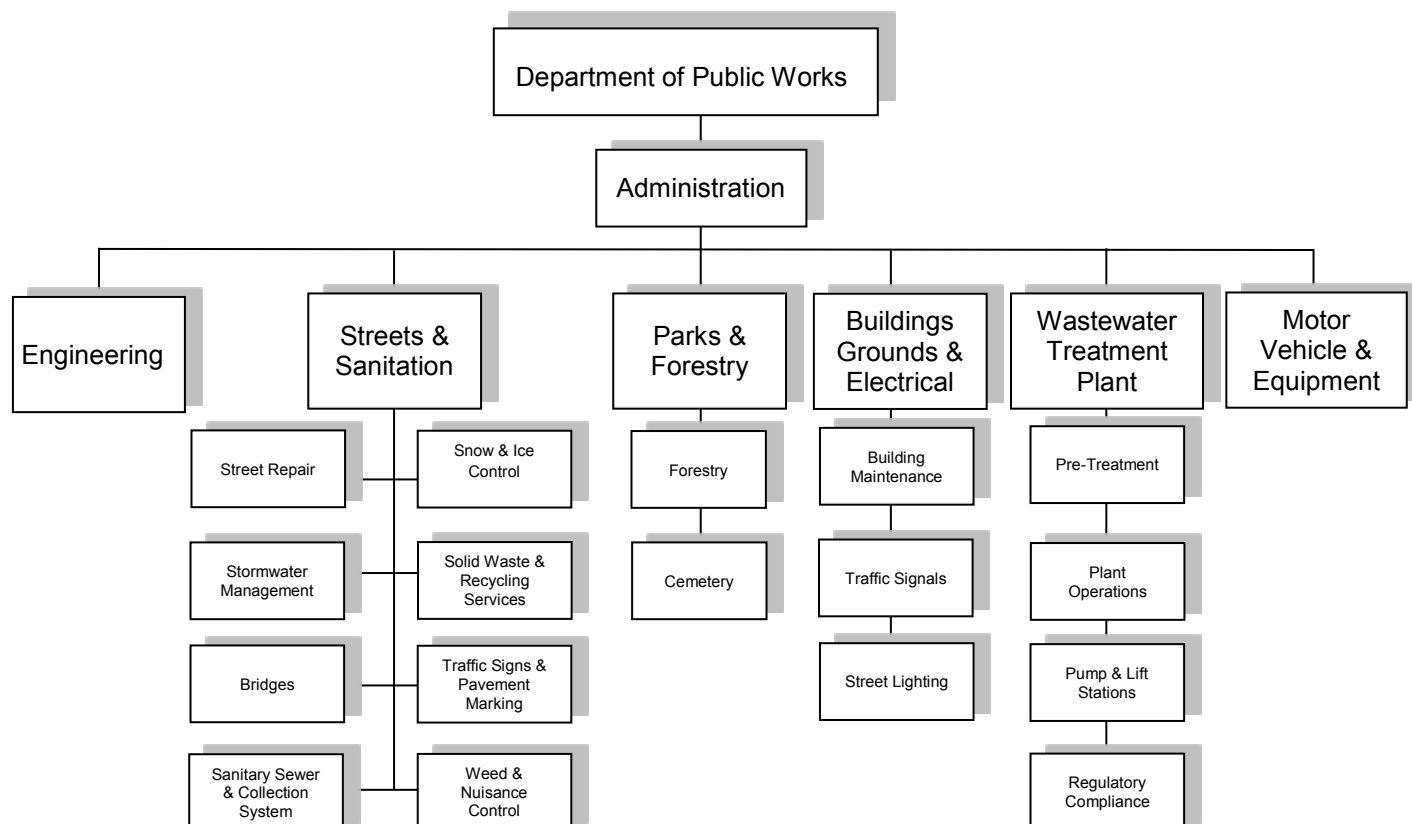 Department of Public Works
Administration
Engineering
Streets &
Sanitation
Parks &
Forestry
Buildings
Grounds &
Electrical
Wastewater
Treatment
Plant
Motor
Vehicle &
Equipment
Street Repair
Snow & Ice
Control
Forestry
Building
Maintenance
Pre-Treatment
Stormwater
Management
Solid Waste &
Recycling
Services
Cemetery
Traffic Signals
Plant
Operations
Bridges
Traffic Signs &
Pavement
Marking
Street Lighting
Pump & Lift
Stations
Sanitary Sewer
& Collection
System
Weed &
Nuisance
Control
Regulatory
Compliance